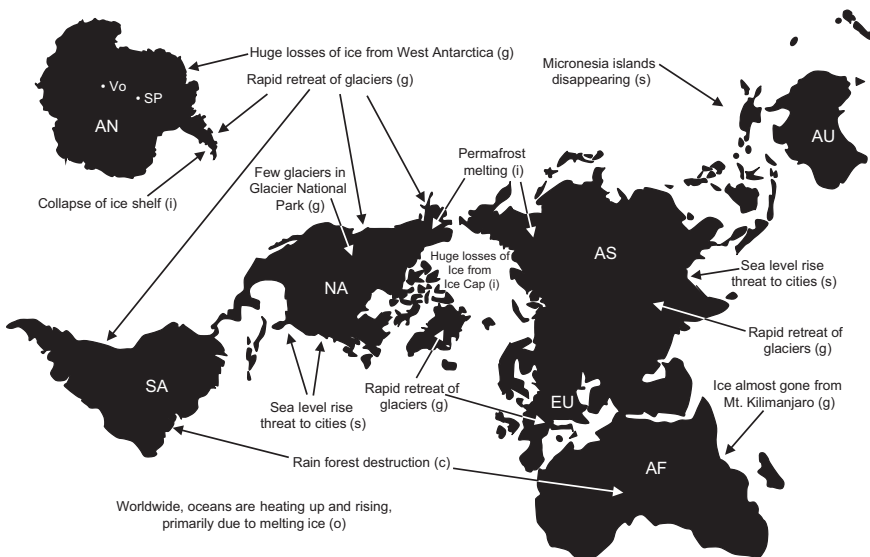 Huge losses of ice from West Antarctica (g)
Rapid retreat of glaciers (g)
Micronesia islands
disappearing (s)
Vo
SP
AN
AU
Few glaciers in
Glacier National
Park (g)
Permafrost
melting (i)
Collapse of ice shelf (i)
AS
Huge losses of
Ice from
Ice Cap (i)
NA
Sea level rise
threat to cities (s)
Rapid retreat of
glaciers (g)
SA
Rapid retreat of
glaciers (g)
EU
Ice almost gone from
Mt. Kilimanjaro (g)
Sea level rise
threat to cities (s)
Rain forest destruction (c)
AF
Worldwide, oceans are heating up and rising,
primarily due to melting ice (o)